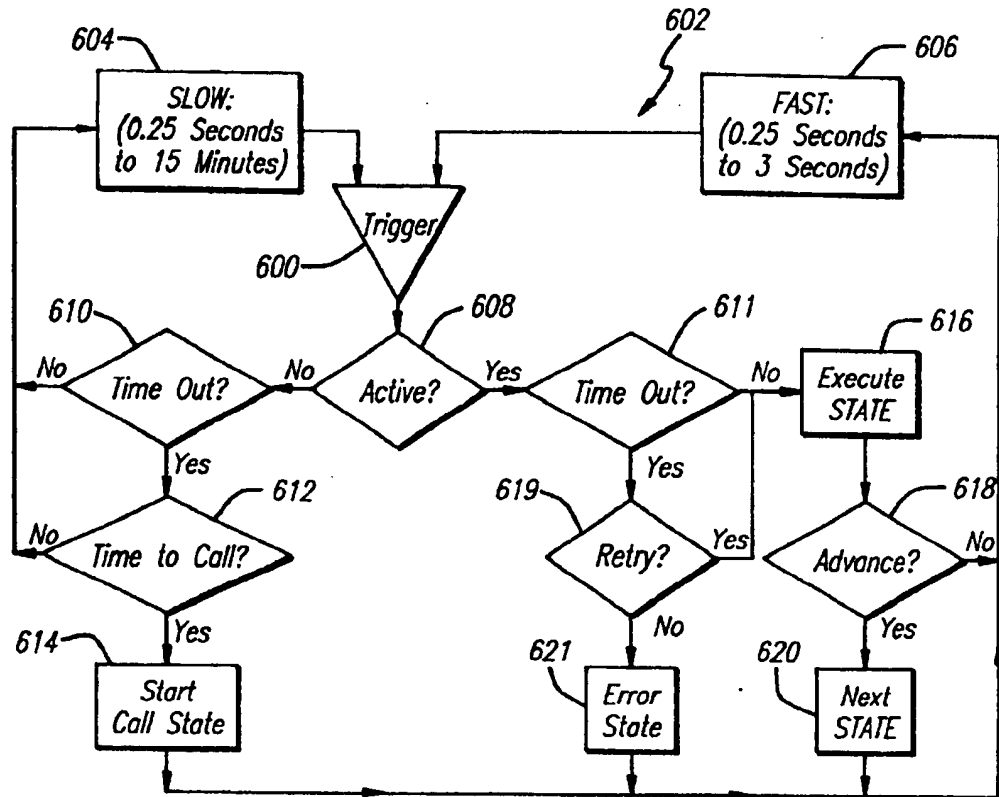 602
604
606
SLOW:
(0.25 Seconds
to 15 Minutes)
FAST:
(0.25 Seconds
to 3 Seconds)
Trigger
600
610
608
611
616
No
Time Out?
No
Active?
Yes
Time Out?
No
Execute
STATE
Yes
612
Yes
619
618
No
Time to Call?
Retry?
Yes
Advance?
No
Yes
No
Yes
614
621
620
Start
Call State
Error
State
Next
STATE